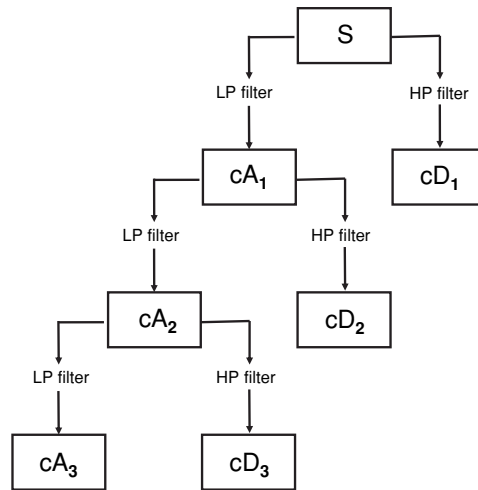 S
LP filter
HP filter
cA₁
cD₁
LP filter
HP filter
cA₂
cD₂
LP filter
HP filter
cA₃
cD₃